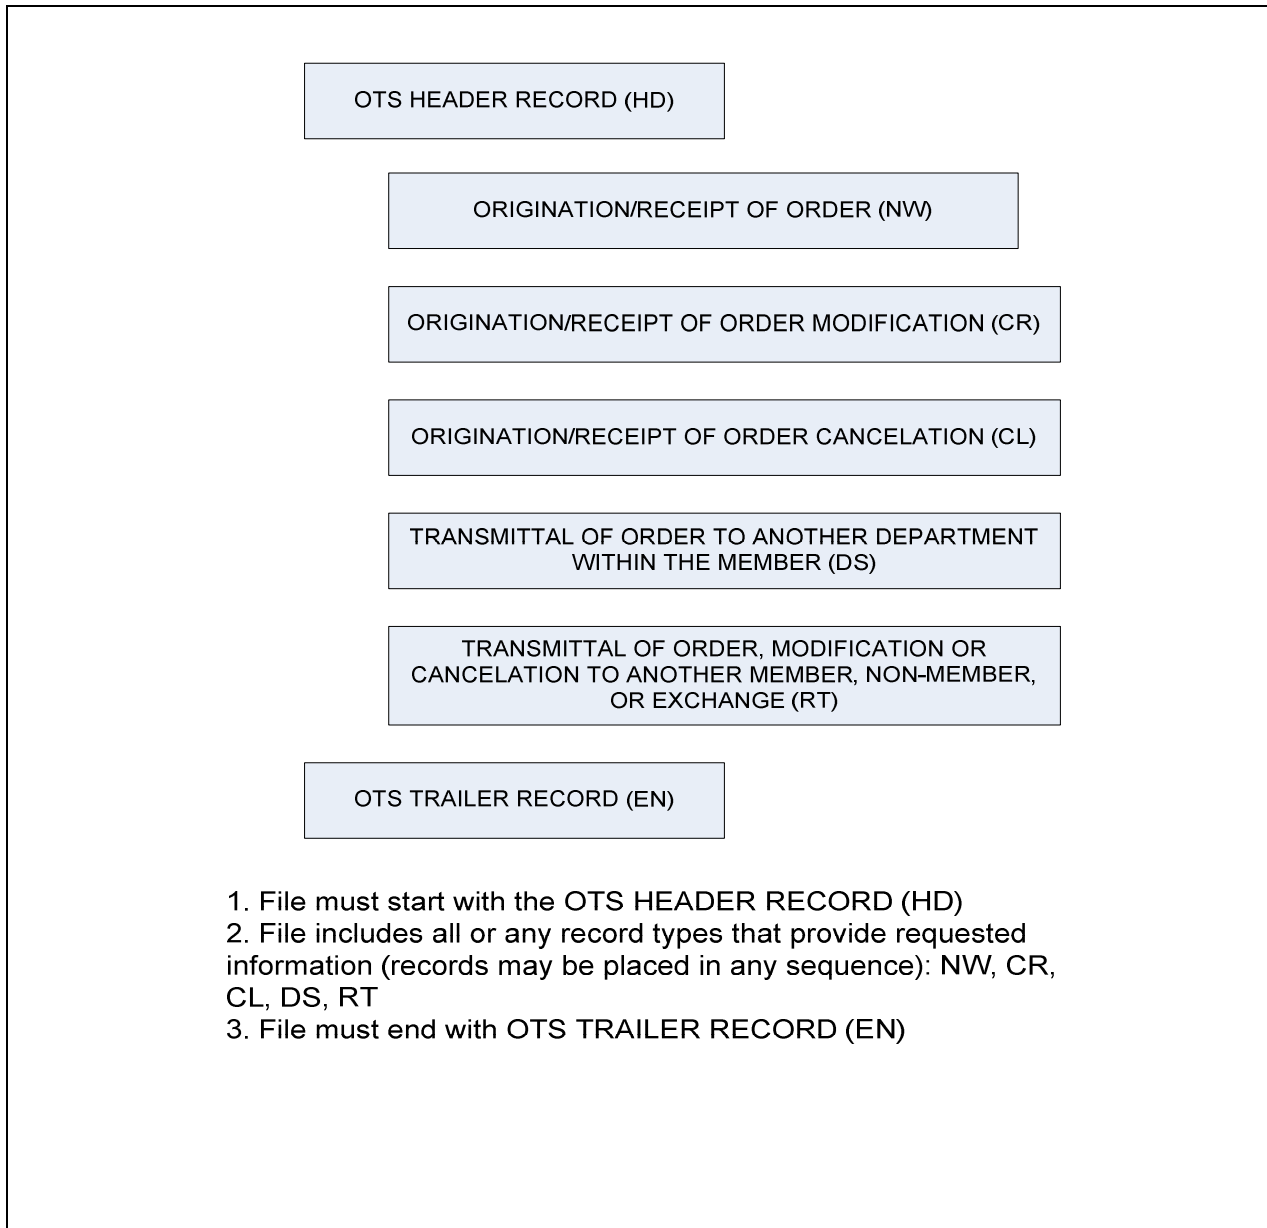 OTS HEADER RECORD (HD)
ORIGINATION/RECEIPT OF ORDER (NW)
ORIGINATION/RECEIPT OF ORDER MODIFICATION (CR)
ORIGINATION/RECEIPT OF ORDER CANCELATION (CL)
TRANSMITTAL OF ORDER TO ANOTHER DEPARTMENT
WITHIN THE MEMBER (DS)
TRANSMITTAL OF ORDER, MODIFICATION OR
CANCELATION TO ANOTHER MEMBER, NON-MEMBER,
OR EXCHANGE (RT)
OTS TRAILER RECORD (EN)
1. File must start with the OTS HEADER RECORD (HD)
2. File includes all or any record types that provide requested
information (records may be placed in any sequence): NW, CR,
CL, DS, RT
3. File must end with OTS TRAILER RECORD (EN)